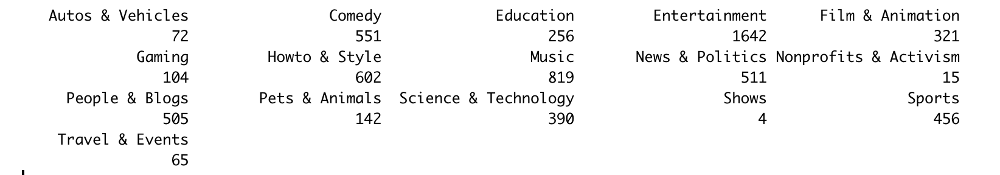 Autos & Vehicles Comedy Education Entertainment Film & Animation
72 551 256 1642 321
Gaming Howto & Style Music News & Politics Nonprofits & Activism
104 602 819 511 15
People & Blogs Pets & Animals Science & Technology Shows Sports
505 142 390 4 456
Travel & Events
65